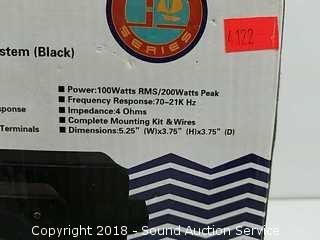 SERIES
4122
stem (Black)
■Power:100Watts RMS/200Watts Peak
■Frequency Response:70-21K Hz
sponse
■Impedance:4 Ohms
■Complete Mounting Kit & Wires
Terminals
■Dimensions:5.25" (W)x3.75" (H)x3.75" (D)
Copyright 2018 - Sound Auction Service